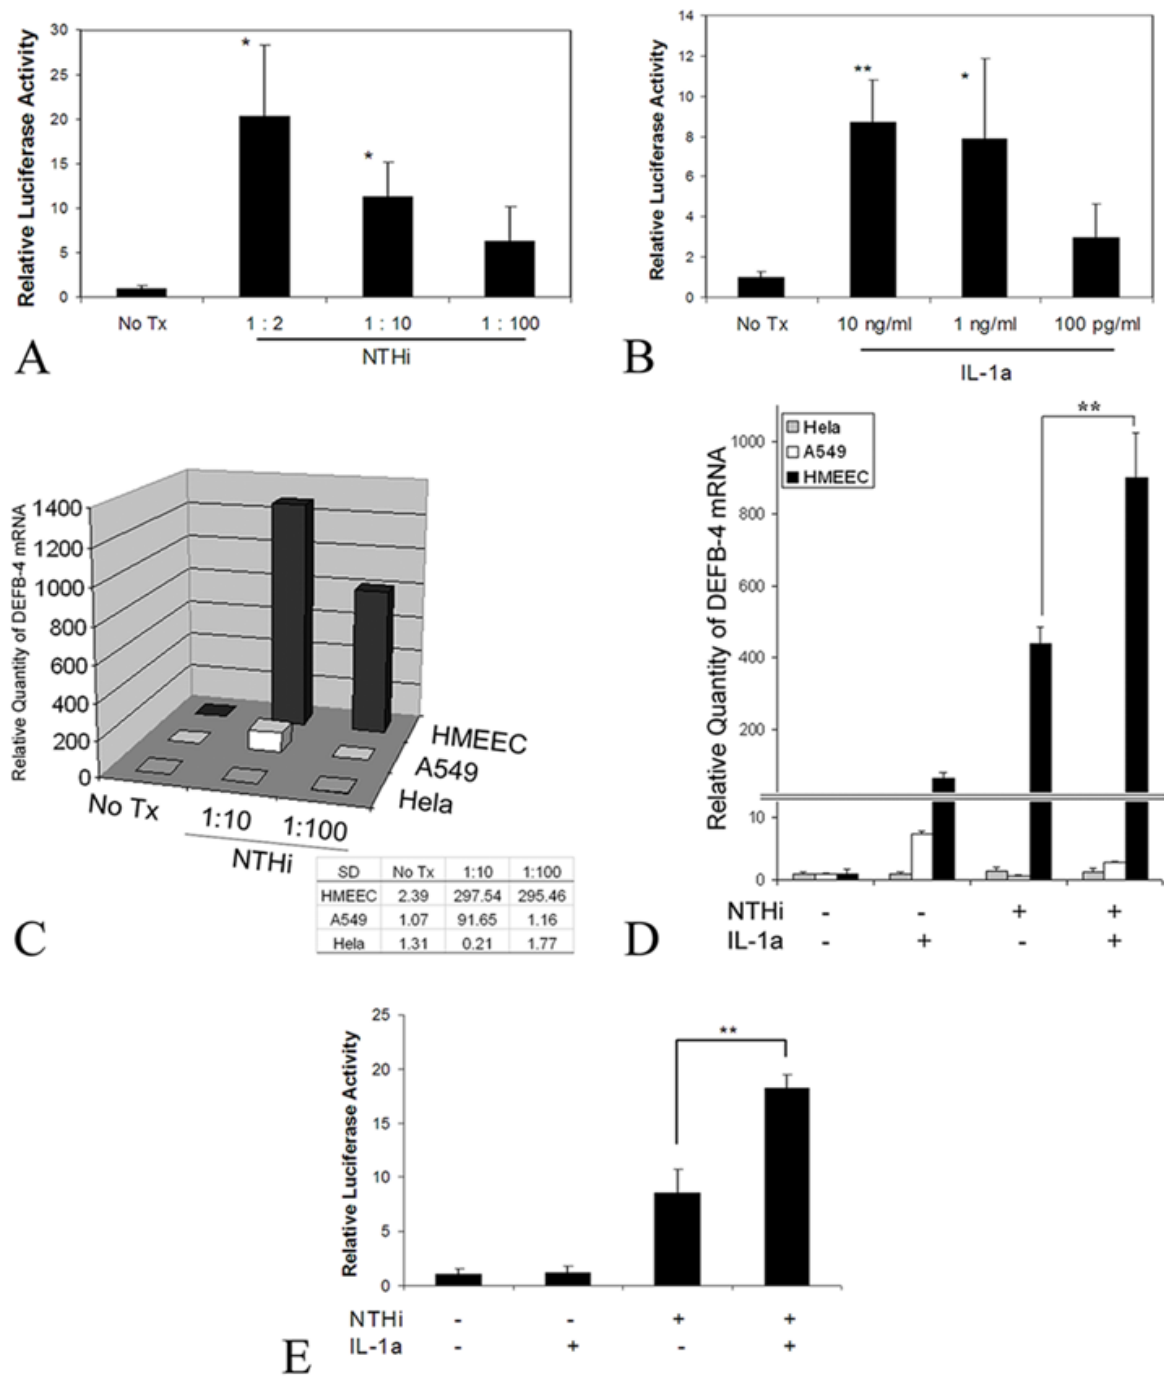 30
25
20
15
10
5
0
Relative Luciferase Activity
*
*
No Tx
1 : 2
1 : 10
1 : 100
NTHi
A
14
12
10
8
6
4
2
0
Relative Luciferase Activity
**
*
No Tx
10 ng/ml
1 ng/ml
100 pg/ml
IL-1a
B
1400
1200
1000
800
600
400
200
0
Relative Quantity of DEFB-4 mRNA
HMEEC
A549
Hela
No Tx
1:10
1:100
NTHi
SD No Tx 1:10 1:100
HMEEC 2.39 297.54 295.46
A549 1.07 91.65 1.16
Hela 1.31 0.21 1.77
C
Hela
A549
HMEEC
**
1000
800
600
400
200
10
0
Relative Quantity of DEFB-4 mRNA
NTHi - - + +
IL-1a - + - +
D
25
20
15
10
5
0
Relative Luciferase Activity
**
NTHi - - + +
IL-1a - + - +
E